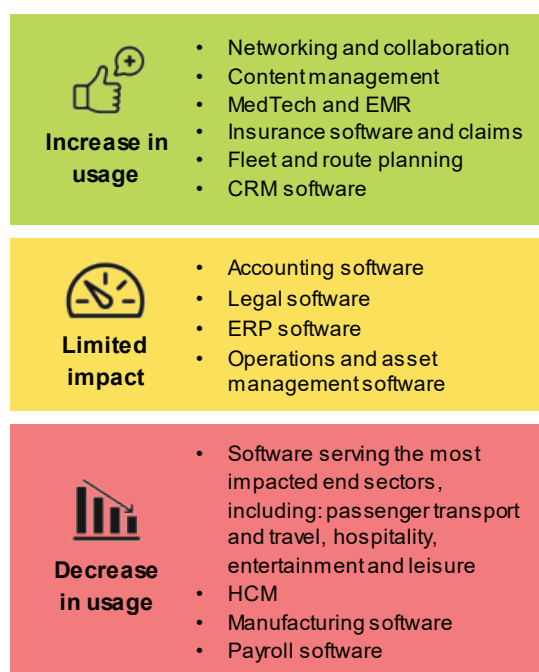 Increase in
usage
• Networking and collaboration
• Content management
• MedTech and EMR
• Insurance software and claims
• Fleet and route planning
• CRM software
Limited
impact
• Accounting software
• Legal software
• ERP software
• Operations and asset
management software
Decrease
in usage
• Software serving the most
impacted end sectors,
including: passenger transport
and travel, hospitality,
entertainment and leisure
• HCM
• Manufacturing software
• Payroll software